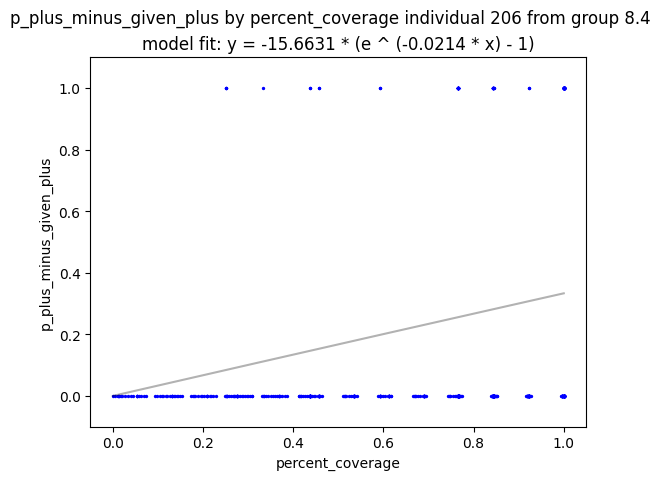 p_plus_minus_given_plus by percent_coverage individual 206 from group 8.4
model fit: y = -15.6631 * (e ^ (-0.0214 * x) - 1)
1.0
0.8
0.6
0.4
0.2
0.0
p_plus_minus_given_plus
0.0 0.2 0.4 0.6 0.8 1.0
percent_coverage